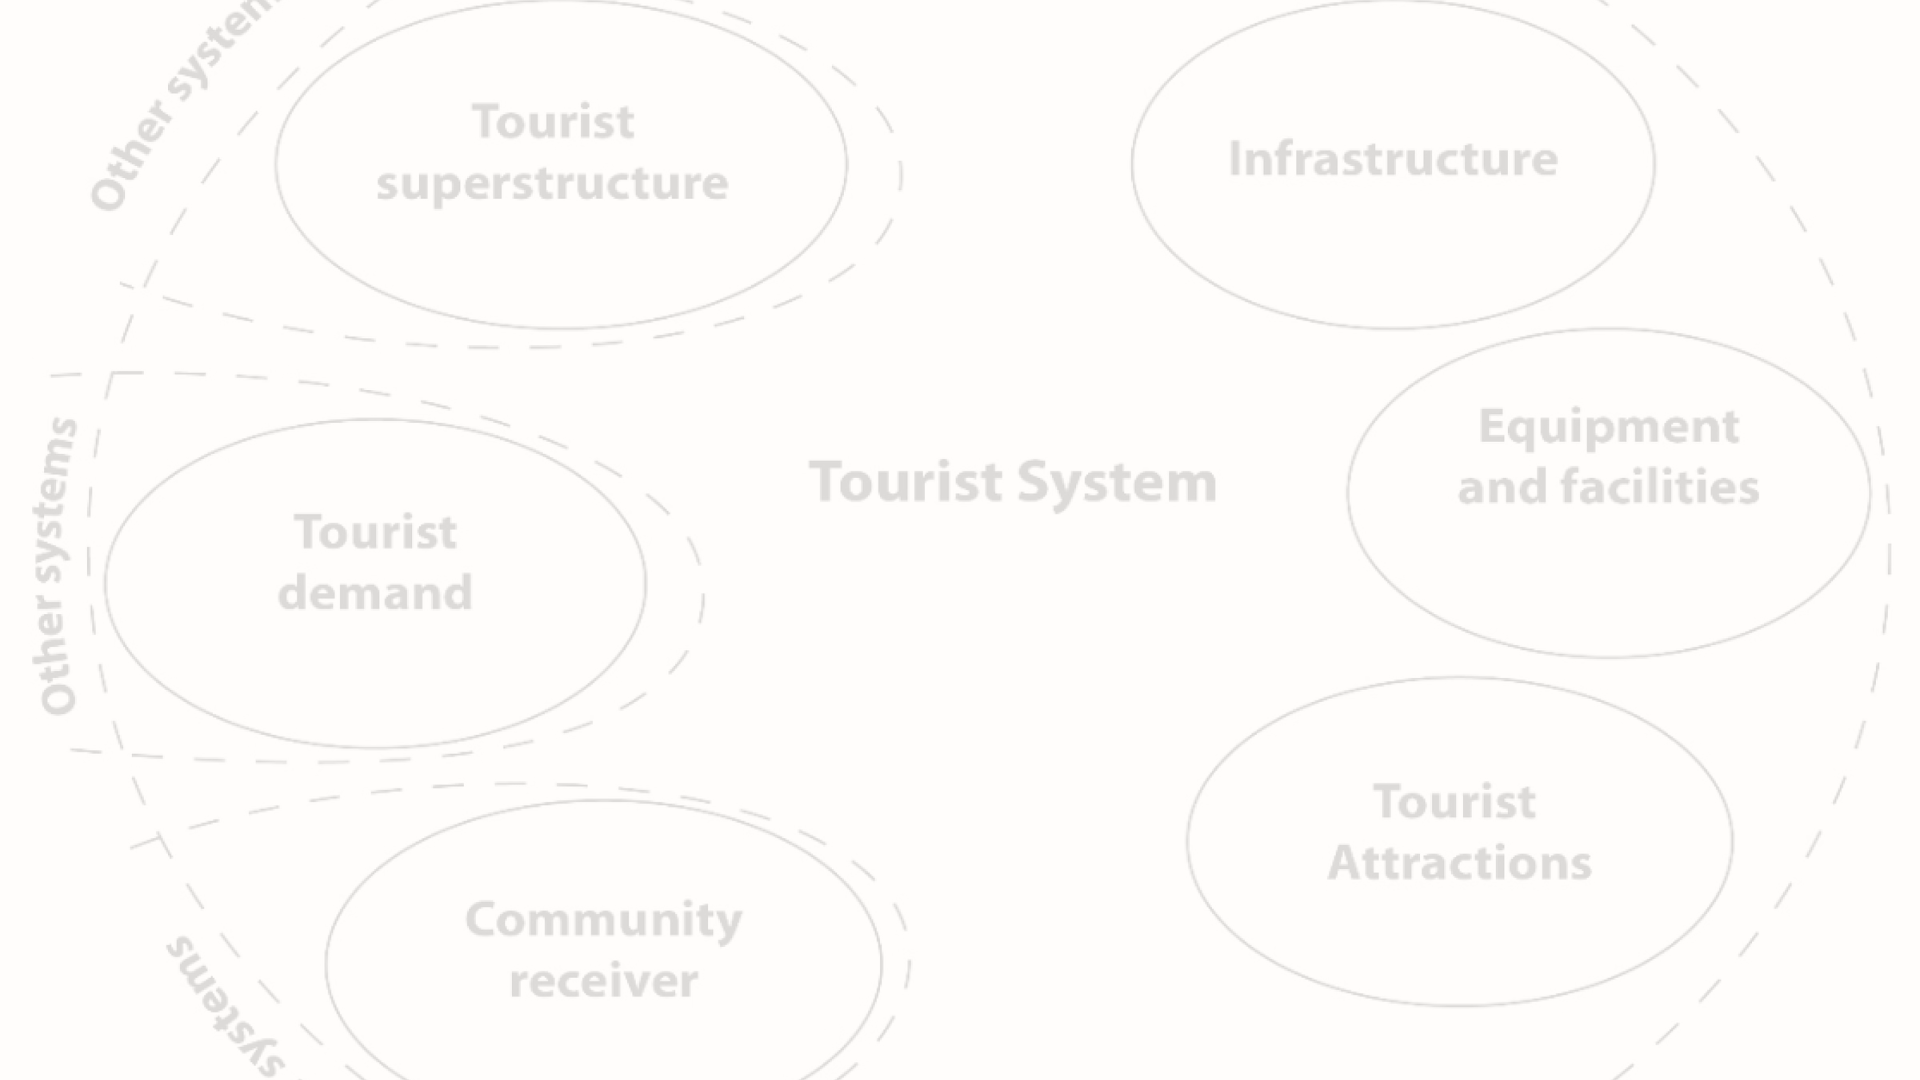 Other system
Tourist
superstructure
Infrastructure
Other systems
Tourist
demand
Tourist System
Equipment
and facilities
Tourist
Attractions
Community
receiver
systems